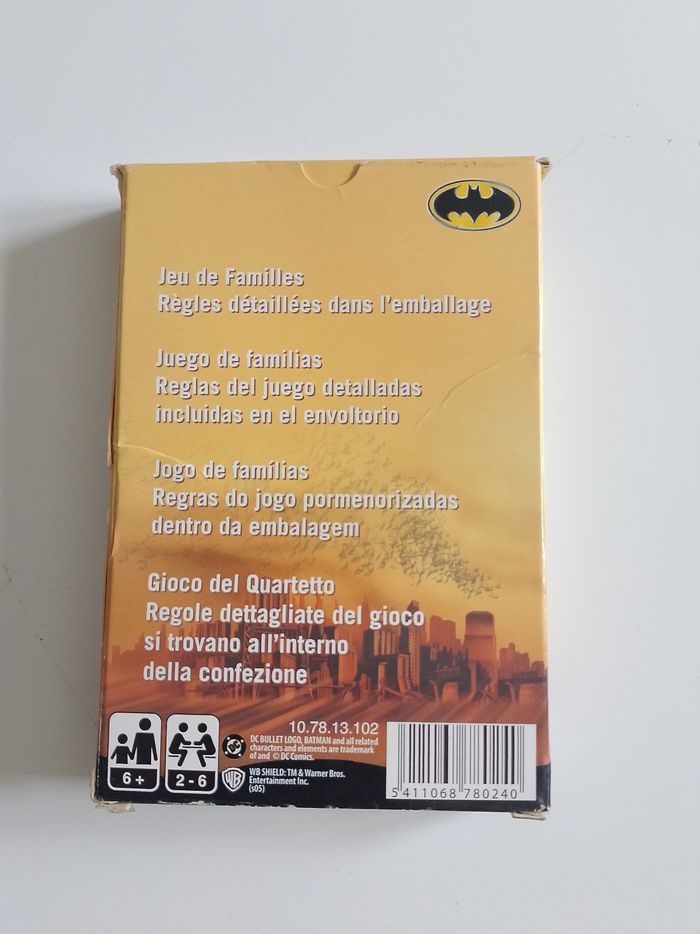 Jeu de Familles
Règles détaillées dans l'emballage
Juego de familias
Reglas del juego detalladas
incluidas en el envoltorio
Jogo de famílias
Regras do jogo pormenorizadas
dentro da embalagem
Gioco del Quartetto
Regole dettagliate del gioco
si trovano all'interno
della confezione
6+
2-6
10.78.13.102
DC
DC BULLET LOGO, BATMAN and all related
characters and elements are trademark
of and © DC Comics.
WB
WB SHIELD: TM & Warner Bros.
Entertainment Inc.
(s05)
5 411068 780240